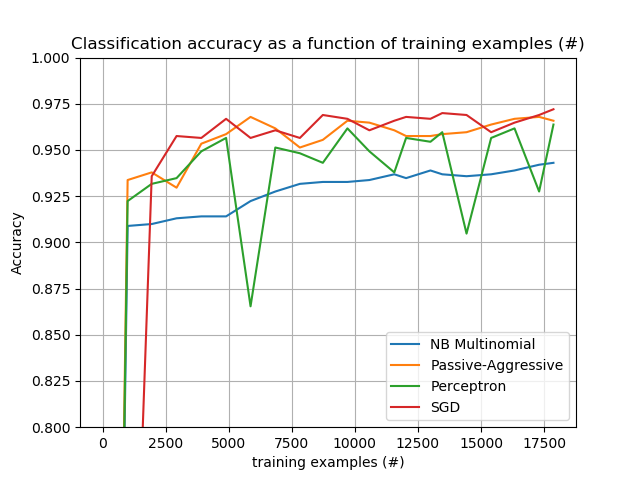 Classification accuracy as a function of training examples (#)
1.000
0.975
0.950
0.925
0.900
0.875
0.850
0.825
0.800
Accuracy
NB Multinomial
Passive-Aggressive
Perceptron
SGD
0 2500 5000 7500 10000 12500 15000 17500
training examples (#)